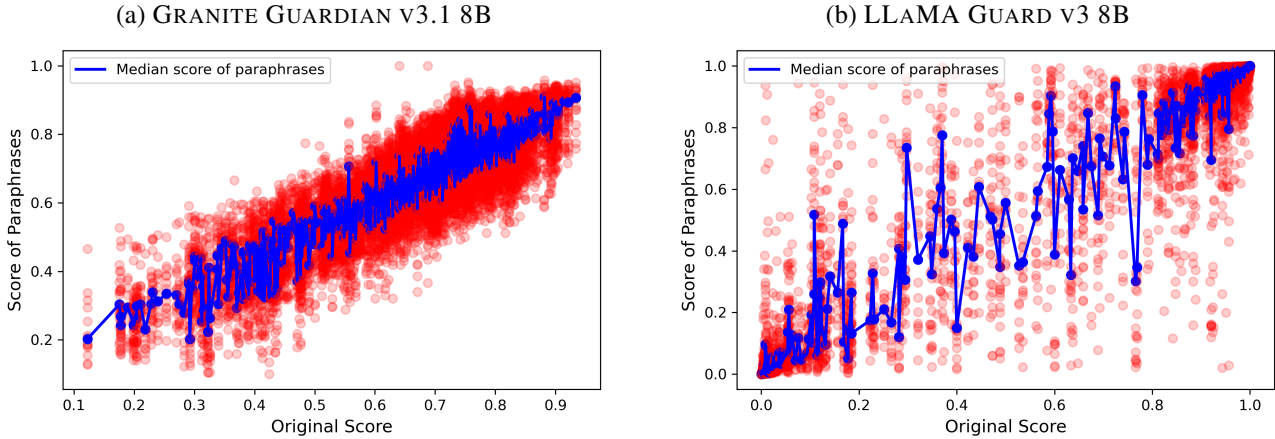 (a) GRANITE GUARDIAN V3.1 8B
Median score of paraphrases
Score of Paraphrases
1.0
0.8
0.6
0.4
0.2
0.1 0.2 0.3 0.4 0.5 0.6 0.7 0.8 0.9
Original Score
(b) LLAMA GUARD V3 8B
Median score of paraphrases
Score of Paraphrases
1.0
0.8
0.6
0.4
0.2
0.0
0.0 0.2 0.4 0.6 0.8 1.0
Original Score